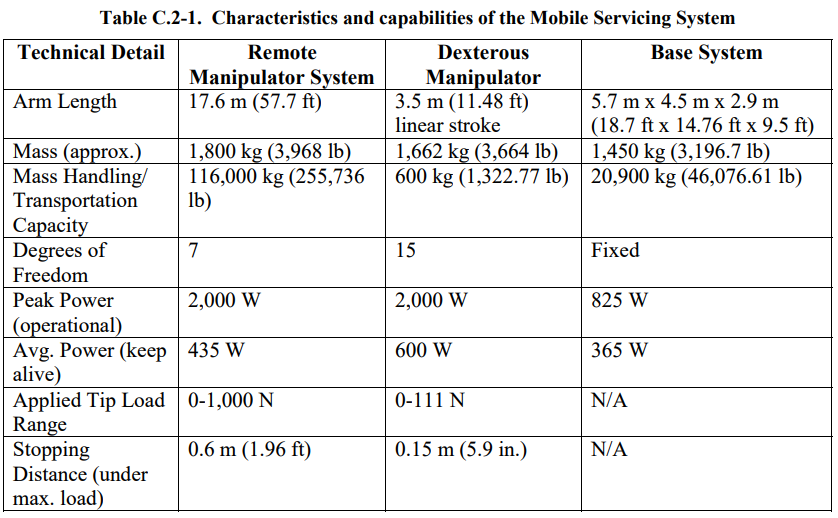 Table C.2-1.  Characteristics and capabilities of the Mobile Servicing System
Technical Detail | Remote Manipulator System | Dexterous Manipulator | Base System
Arm Length | 17.6 m (57.7 ft) | 3.5 m (11.48 ft) linear stroke | 5.7 m x 4.5 m x 2.9 m (18.7 ft x 14.76 ft x 9.5 ft)
Mass (approx.) | 1,800 kg (3,968 lb) | 1,662 kg (3,664 lb) | 1,450 kg (3,196.7 lb)
Mass Handling/ Transportation Capacity | 116,000 kg (255,736 lb) | 600 kg (1,322.77 lb) | 20,900 kg (46,076.61 lb)
Degrees of Freedom | 7 | 15 | Fixed
Peak Power (operational) | 2,000 W | 2,000 W | 825 W
Avg. Power (keep alive) | 435 W | 600 W | 365 W
Applied Tip Load Range | 0-1,000 N | 0-111 N | N/A
Stopping Distance (under max. load) | 0.6 m (1.96 ft) | 0.15 m (5.9 in.) | N/A